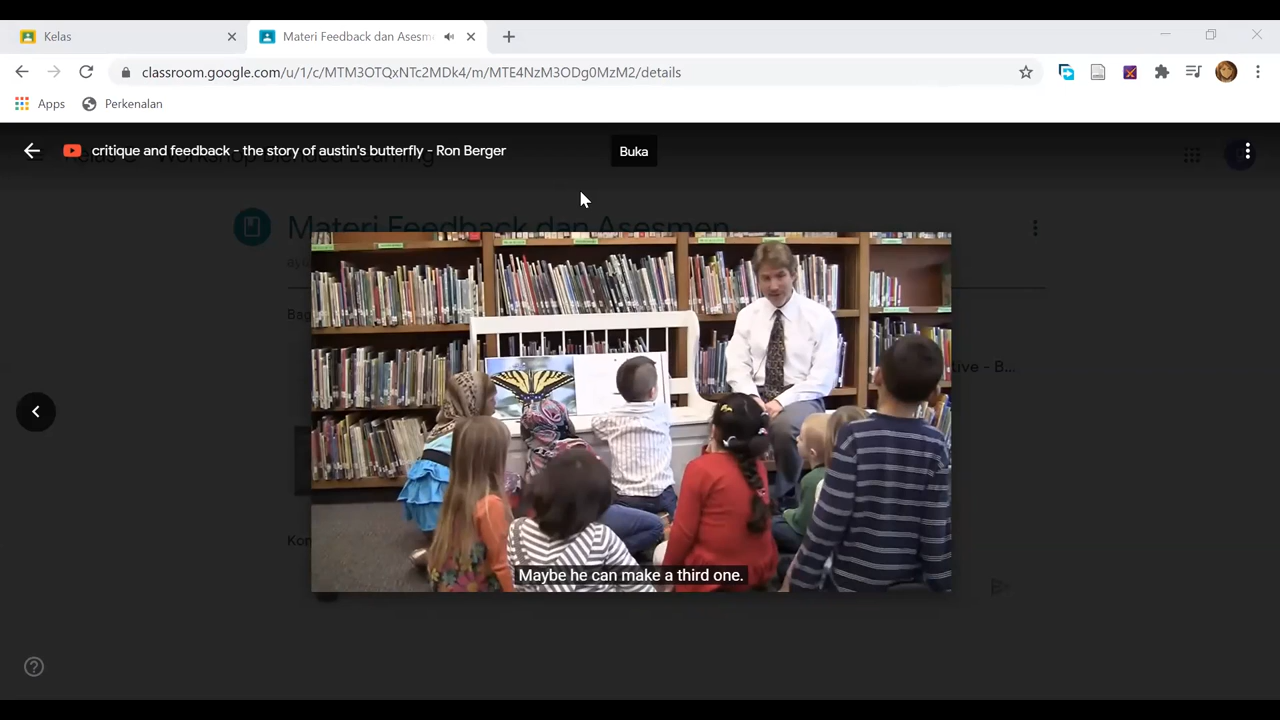 Kelas
Materi Feedback dan Asesm
classroom.google.com/u/1/c/MTM3OTQxNTc2MDk4/m/MTE4NzM3ODg0MzM2/details
Apps
Perkenalan
critique and feedback - the story of austin's butterfly - Ron Berger
Buka
Materi Feedback dan Asesmen
Maybe he can make a third one.